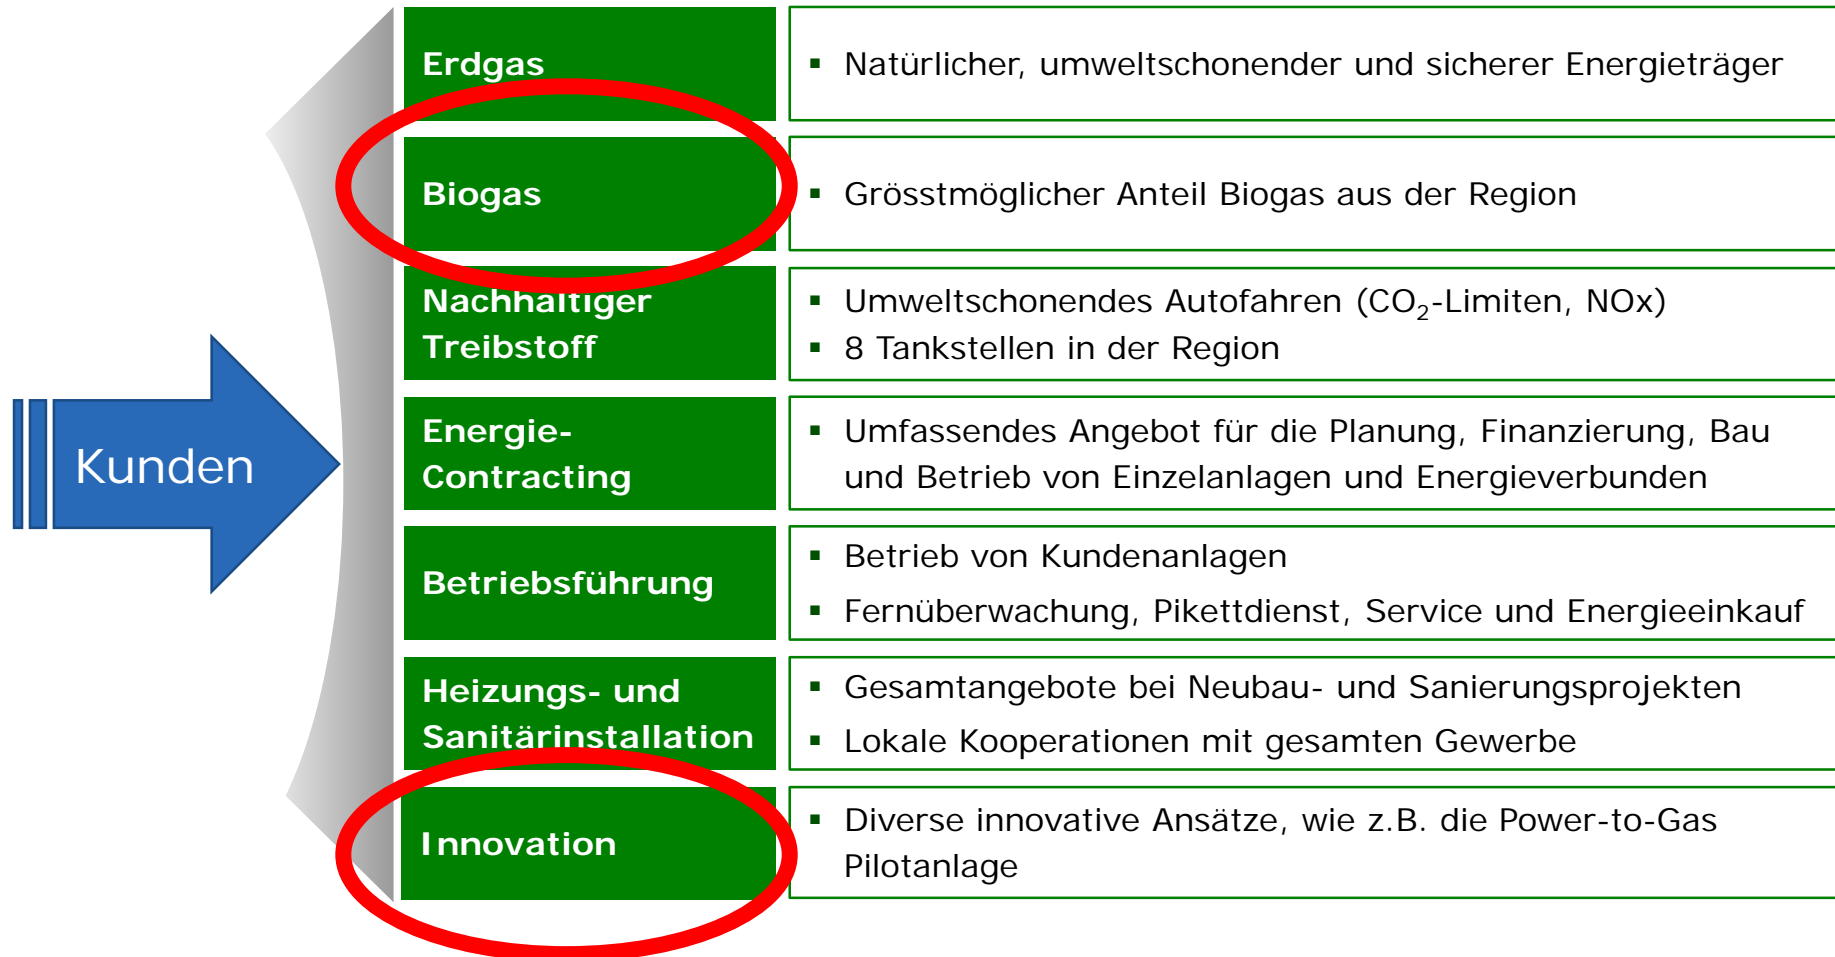 Kunden
Erdgas
▪ Natürlicher, umweltschonender und sicherer Energieträger
Biogas
▪ Grösstmöglicher Anteil Biogas aus der Region
Nachhaltiger
Treibstoff
▪ Umweltschonendes Autofahren (CO₂-Limiten, NOx)
▪ 8 Tankstellen in der Region
Energie-
Contracting
▪ Umfassendes Angebot für die Planung, Finanzierung, Bau
und Betrieb von Einzelanlagen und Energieverbunden
Betriebsführung
▪ Betrieb von Kundenanlagen
▪ Fernüberwachung, Pikettdienst, Service und Energieeinkauf
Heizungs- und
Sanitärinstallation
▪ Gesamtangebote bei Neubau- und Sanierungsprojekten
▪ Lokale Kooperationen mit gesamten Gewerbe
Innovation
▪ Diverse innovative Ansätze, wie z.B. die Power-to-Gas
Pilotanlage